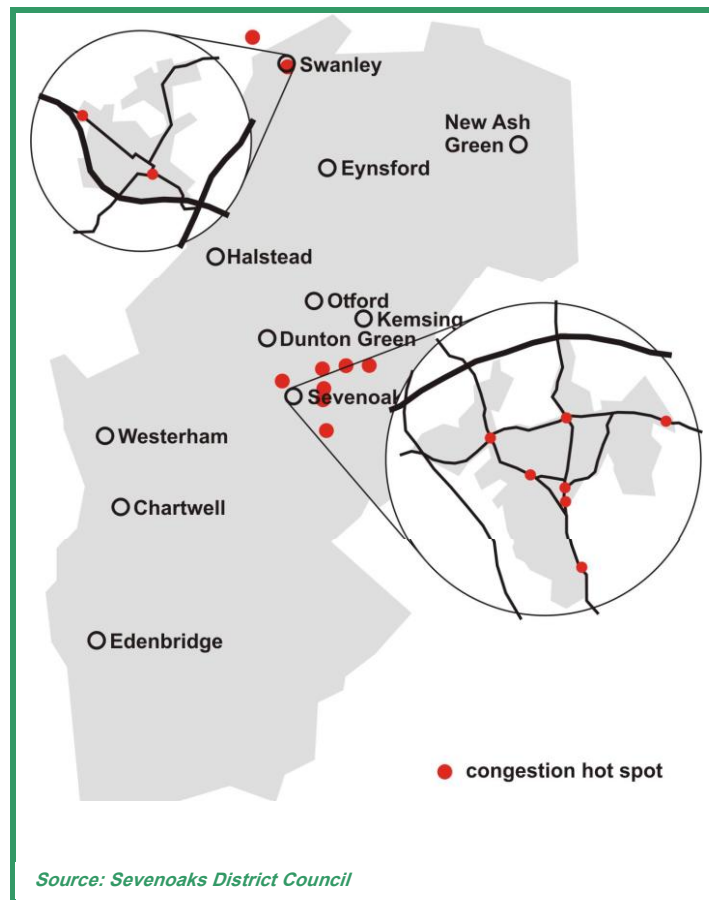 Swanley
New Ash
Green
Eynsford
Halstead
Otford
Kemsing
Dunton Green
Sevenoak
Westerham
Chartwell
Edenbridge
congestion hot spot
Source: Sevenoaks District Council